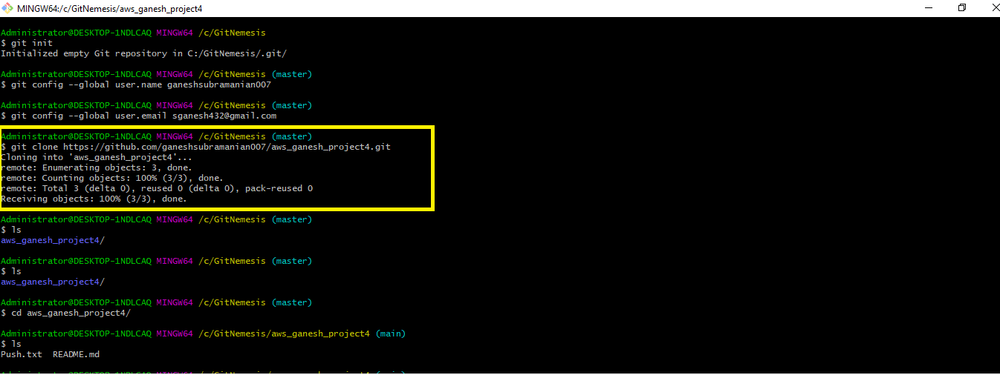 MINGW64:/c/GitNemesis/aws_ganesh_project4
Administrator@DESKTOP-1NDLCAQ MINGW64 /c/GitNemesis
$ git init
Initialized empty Git repository in C:/GitNemesis/.git/
Administrator@DESKTOP-1NDLCAQ MINGW64 /c/GitNemesis (master)
$ git config --global user.name ganeshsubramanian007
Administrator@DESKTOP-1NDLCAQ MINGW64 /c/GitNemesis (master)
$ git config --global user.email sganesh432@gmail.com
Administrator@DESKTOP-1NDLCAQ MINGW64 /c/GitNemesis (master)
$ git clone https://github.com/ganeshsubramanian007/aws_ganesh_project4.git
Cloning into 'aws_ganesh_project4'...
remote: Enumerating objects: 3, done.
remote: Counting objects: 100% (3/3), done.
remote: Total 3 (delta 0), reused 0 (delta 0), pack-reused 0
Receiving objects: 100% (3/3), done.
Administrator@DESKTOP-1NDLCAQ MINGW64 /c/GitNemesis (master)
$ ls
aws_ganesh_project4/
Administrator@DESKTOP-1NDLCAQ MINGW64 /c/GitNemesis (master)
$ ls
aws_ganesh_project4/
Administrator@DESKTOP-1NDLCAQ MINGW64 /c/GitNemesis (master)
$ cd aws_ganesh_project4/
Administrator@DESKTOP-1NDLCAQ MINGW64 /c/GitNemesis/aws_ganesh_project4 (main)
$ ls
Push.txt  README.md